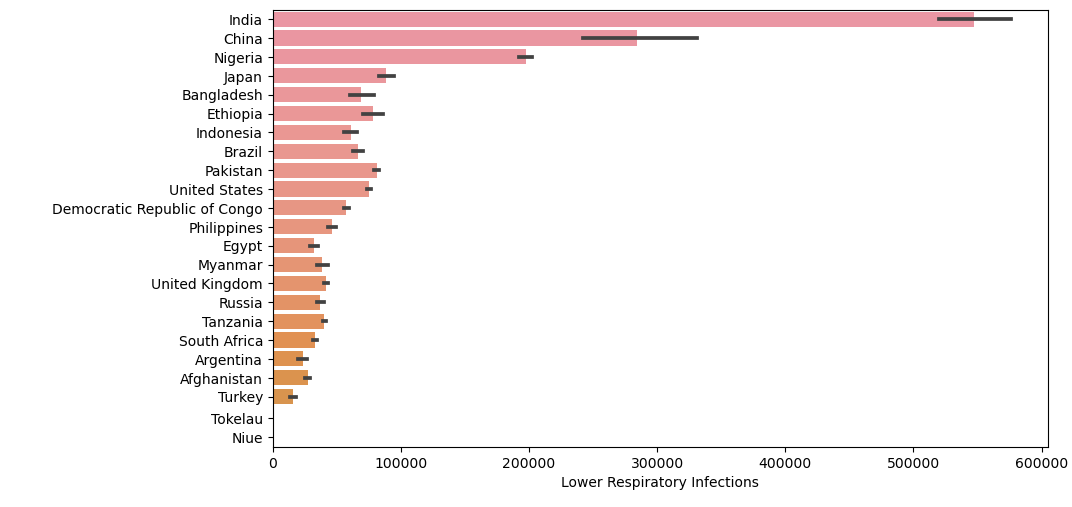 India
China
Nigeria
Japan
Bangladesh
Ethiopia
Indonesia
Brazil
Pakistan
United States
Democratic Republic of Congo
Philippines
Egypt
Myanmar
United Kingdom
Russia
Tanzania
South Africa
Argentina
Afghanistan
Turkey
Tokelau
Niue
0 100000 200000 300000 400000 500000 600000
Lower Respiratory Infections